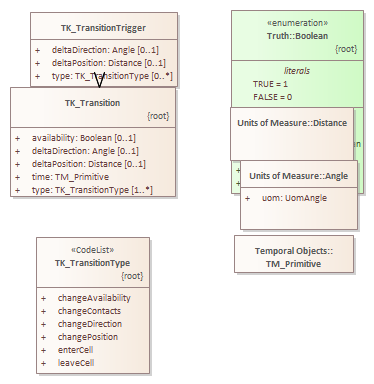 TK_TransitionTrigger
+ deltaDirection: Angle [0..1]
+ deltaPosition: Distance [0..1]
+ type: TK_TransitionType [0..*]
TK_Transition
{root}
+ availability: Boolean [0..1]
+ deltaDirection: Angle [0..1]
+ deltaPosition: Distance [0..1]
+ time: TM_Primitive
+ type: TK_TransitionType [1..*]
«CodeList»
TK_TransitionType
{root}
+ changeAvailability
+ changeContacts
+ changeDirection
+ changePosition
+ enterCell
+ leaveCell
«enumeration»
Truth::Boolean
{root}
literals
TRUE = 1
FALSE = 0
Units of Measure::Distance
+
+
Units of Measure::Angle
+ uom: UomAngle
Temporal Objects::
TM_Primitive